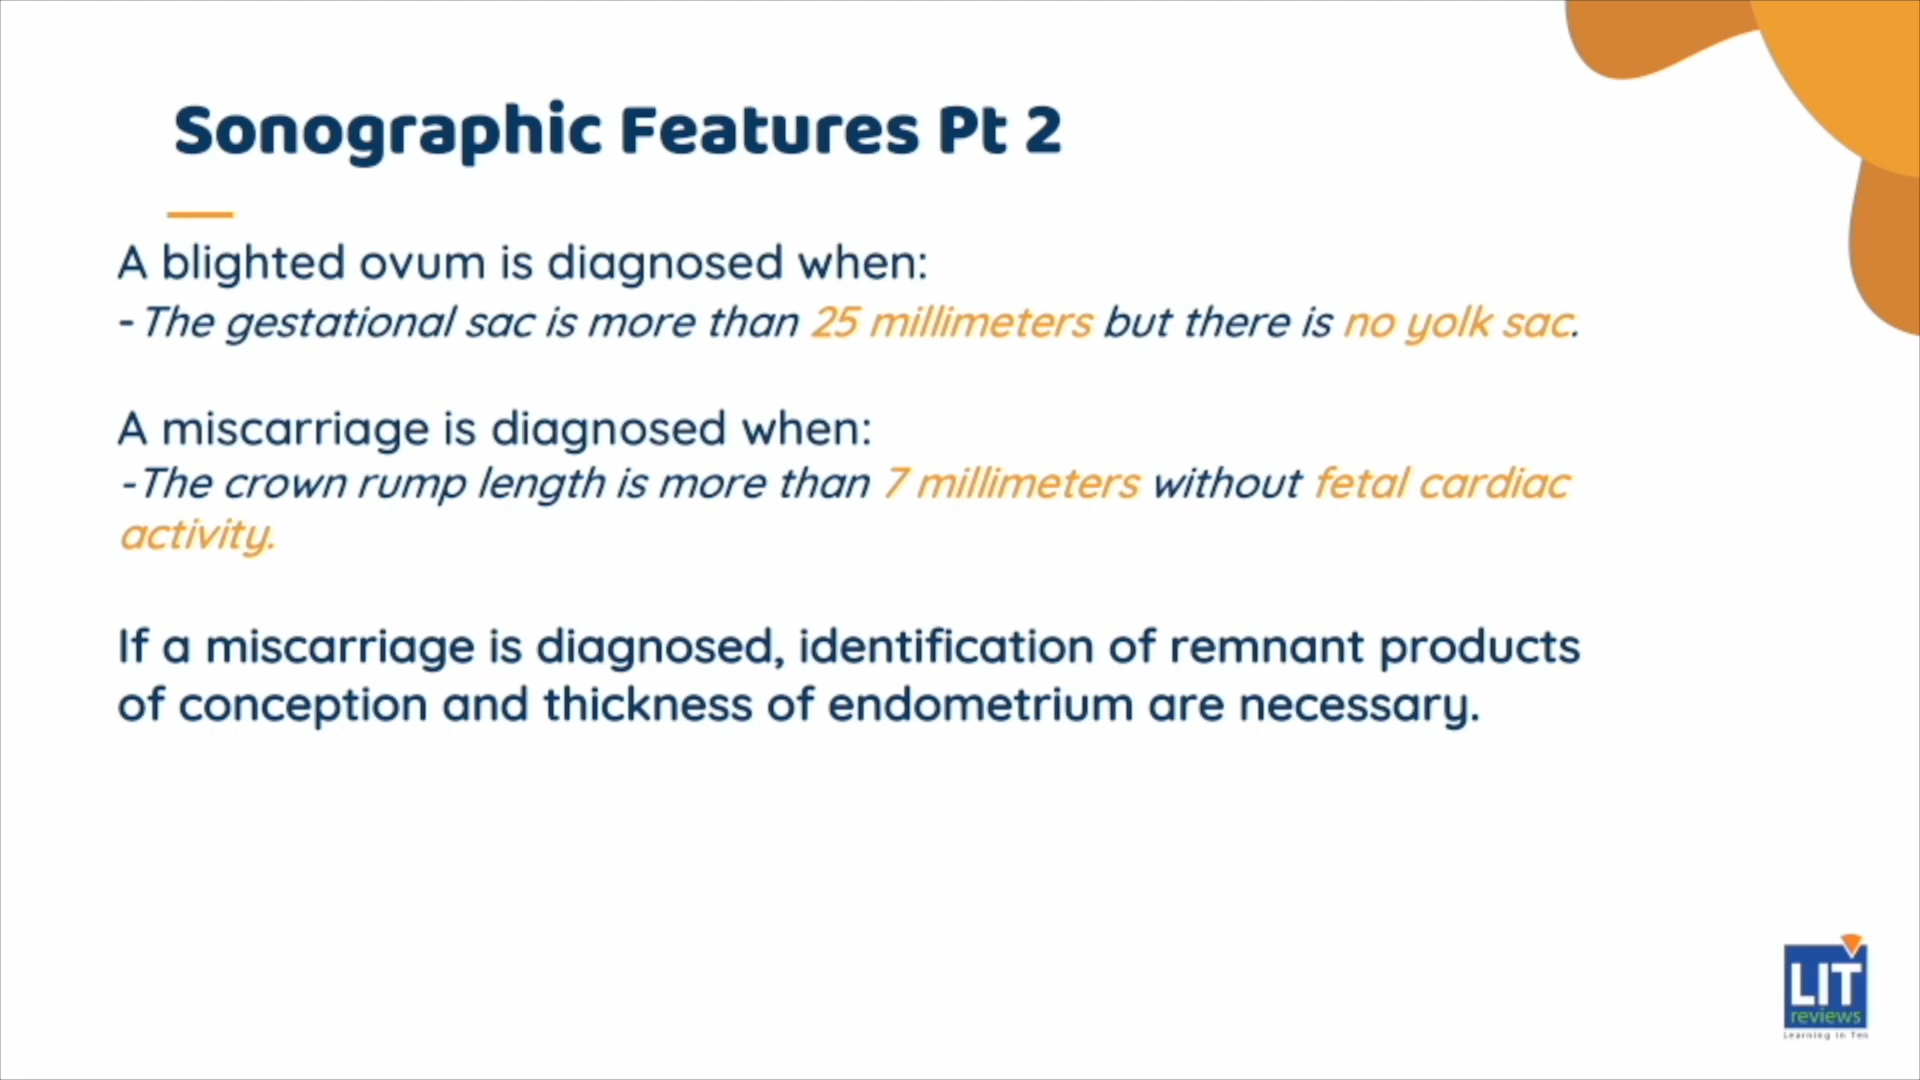 Sonographic Features Pt 2
A blighted ovum is diagnosed when:
- The gestational sac is more than 25 millimeters but there is no yolk sac.
A miscarriage is diagnosed when:
-The crown rump length is more than 7 millimeters without fetal cardiac
activity.
If a miscarriage is diagnosed, identification of remnant products
of conception and thickness of endometrium are necessary.
LIT
reviews
Learning in Ten